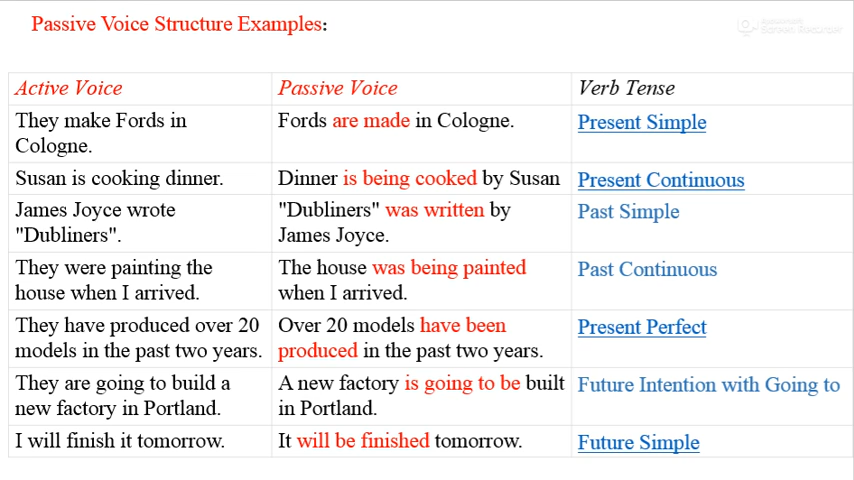 Passive Voice Structure Examples:
Screen Recorder
Active Voice
Passive Voice
Verb Tense
They make Fords in
Cologne.
Fords are made in Cologne.
Present Simple
Susan is cooking dinner.
Dinner is being cooked by Susan
Present Continuous
James Joyce wrote
"Dubliners".
"Dubliners" was written by
James Joyce.
Past Simple
They were painting the
house when I arrived.
The house was being painted
when I arrived.
Past Continuous
They have produced over 20
models in the past two years.
Over 20 models have been
produced in the past two years.
Present Perfect
They are going to build a
new factory in Portland.
A new factory is going to be built
in Portland.
Future Intention with Going to
I will finish it tomorrow.
It will be finished tomorrow.
Future Simple